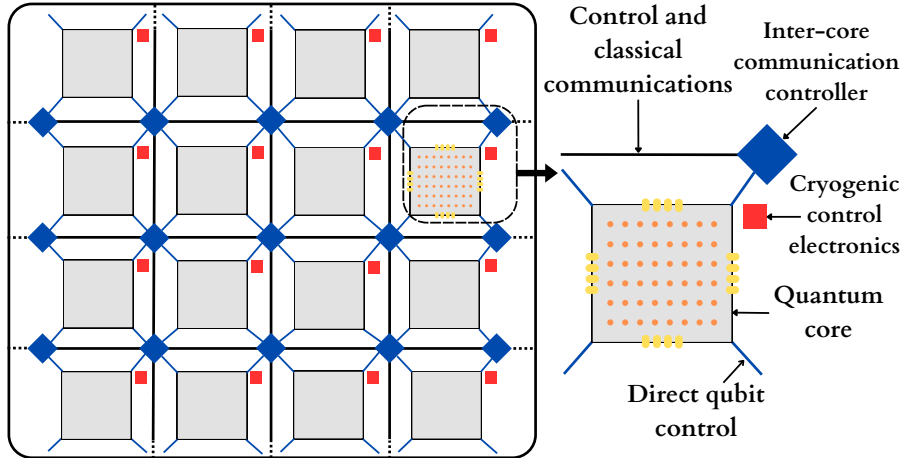 Control and
classical
communications
Inter-core
communication
controller
Cryogenic
control
electronics
Quantum
core
Direct qubit
control